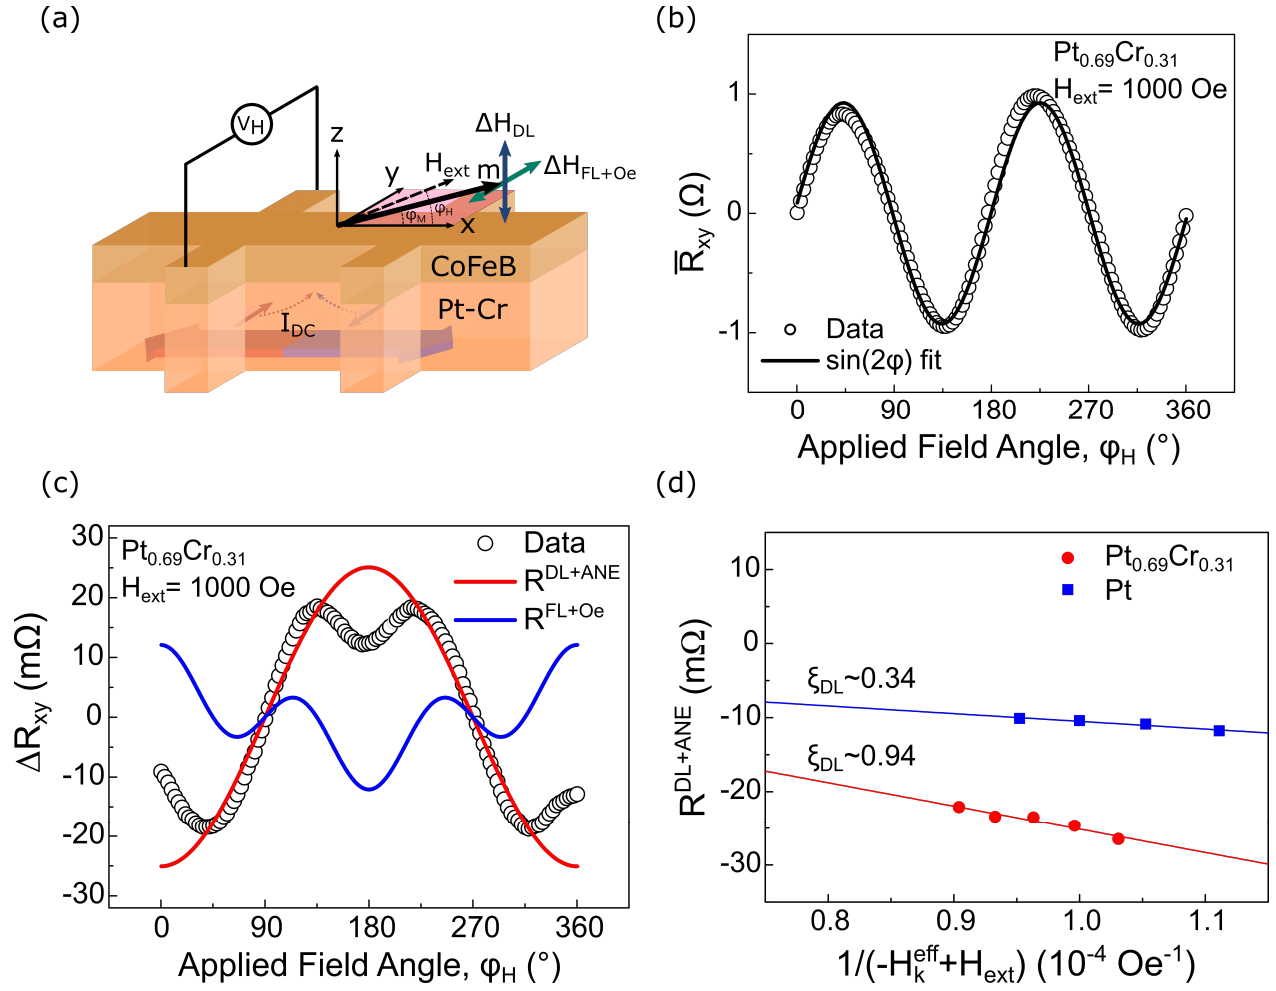 (a)
V_H
z
y
H_ext
m
ΔH_DL
ΔH_FL+Oe
φ_M
φ_H
x
CoFeB
Pt-Cr
I_DC
(b)
Pt_0.69Cr_0.31
H_ext= 1000 Oe
1
0
-1
R̅_xy (Ω)
Data
sin(2φ) fit
0 90 180 270 360
Applied Field Angle, φ_H (°)
(c)
30
20
10
0
-10
-20
-30
ΔR_xy (mΩ)
Pt_0.69Cr_0.31
H_ext= 1000 Oe
Data
R^DL+ANE
R^FL+Oe
0 90 180 270 360
Applied Field Angle, φ_H (°)
(d)
10
0
-10
-20
-30
R^DL+ANE (mΩ)
Pt_0.69Cr_0.31
Pt
ξ_DL~0.34
ξ_DL~0.94
0.8 0.9 1.0 1.1
1/(-H_k^eff+H_ext) (10^-4 Oe^-1)